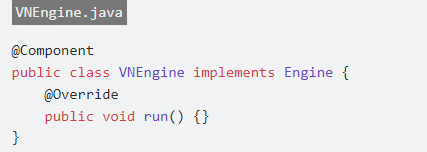 VNEngine.java
@Component
public class VNEngine implements Engine {
    @Override
    public void run() {}
}